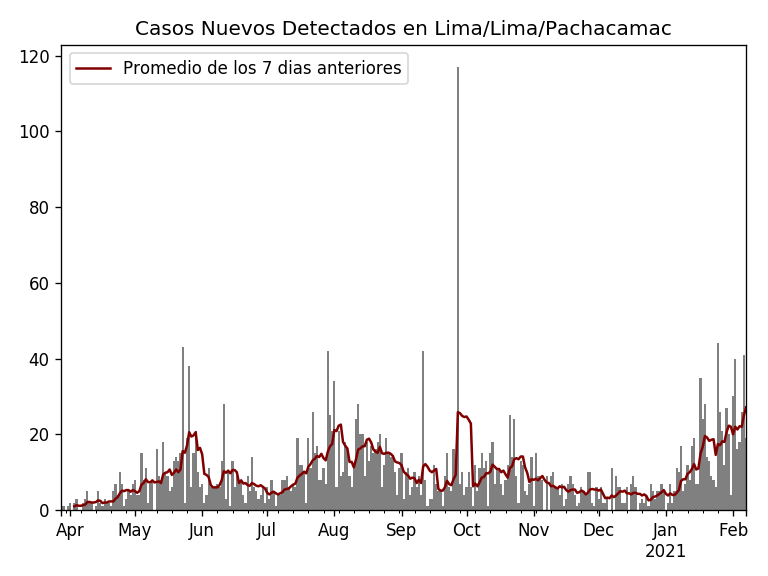 Casos Nuevos Detectados en Lima/Lima/Pachacamac
Promedio de los 7 dias anteriores
120
100
80
60
40
20
0
Apr May Jun Jul Aug Sep Oct Nov Dec Jan Feb
2021